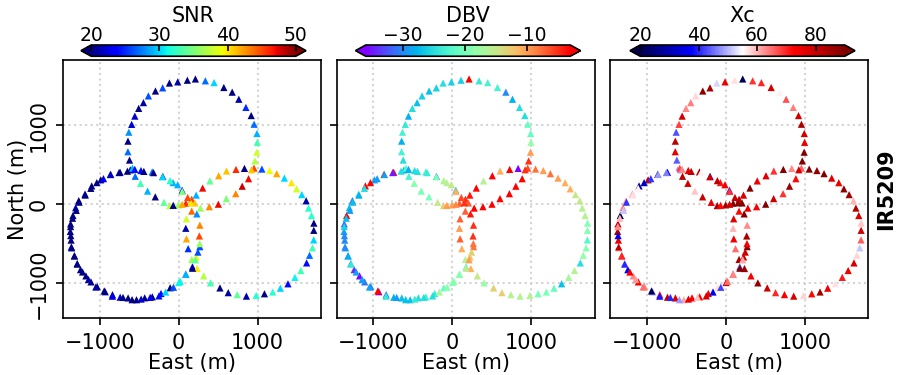 SNR DBV Xc
20 30 40 50 −30 −20 −10 20 40 60 80
North (m)
1000
0
−1000
IR5209
−1000 0 1000 −1000 0 1000 −1000 0 1000
East (m) East (m) East (m)